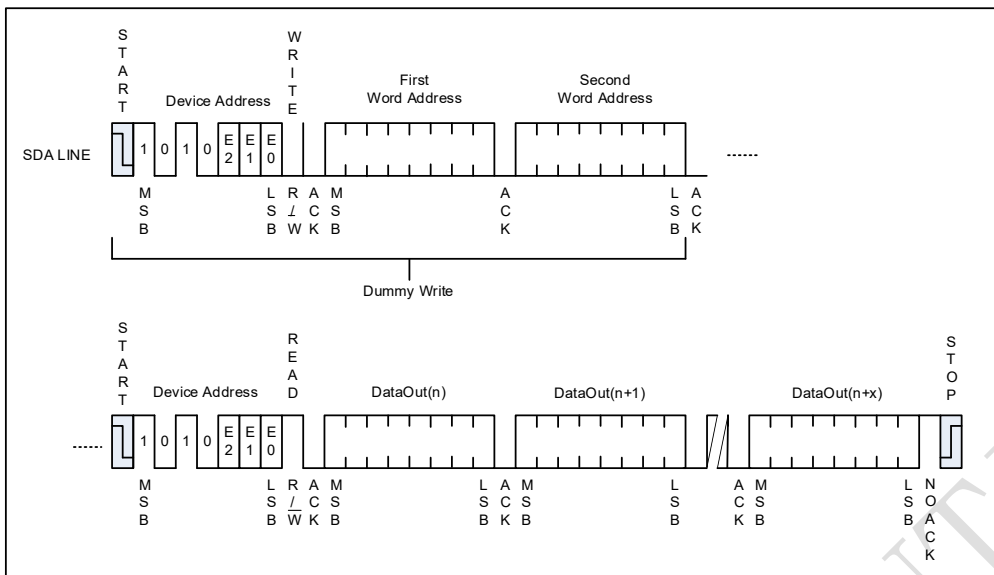 START
WRITE
Device Address
First
Word Address
Second
Word Address
SDA LINE
1 0 1 0 E2 E1 E0
......
MSB LSB R/W ACK MSB ACK LSB ACK
Dummy Write
START
READ
STOP
Device Address
DataOut(n)
DataOut(n+1)
DataOut(n+x)
......
1 0 1 0 E2 E1 E0
MSB LSB R/W ACK MSB LSB ACK MSB LSB ACK MSB LSB NOACK